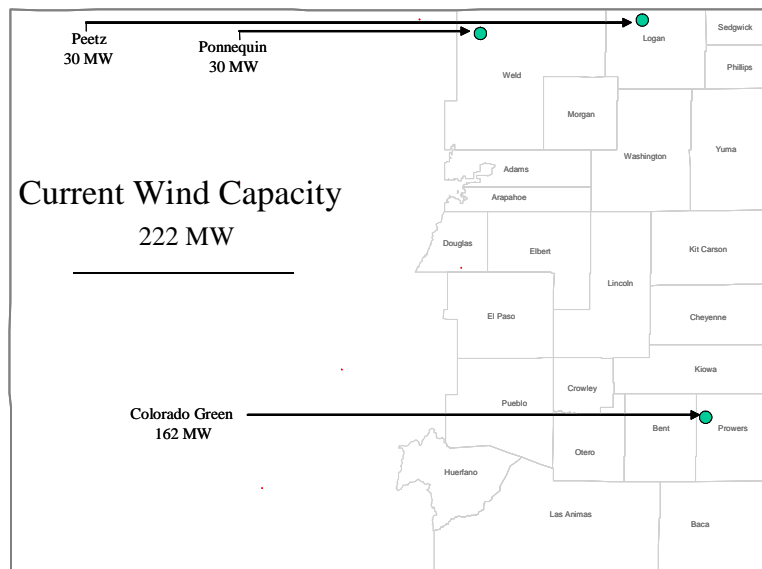 Peetz
30 MW
Ponnequin
30 MW
Logan
Sedgwick
Phillips
Weld
Morgan
Washington
Yuma
Adams
Arapahoe
Current Wind Capacity
222 MW
Douglas
Elbert
Kit Carson
Lincoln
El Paso
Cheyenne
Kiowa
Crowley
Pueblo
Colorado Green
162 MW
Bent
Prowers
Otero
Huerfano
Las Animas
Baca